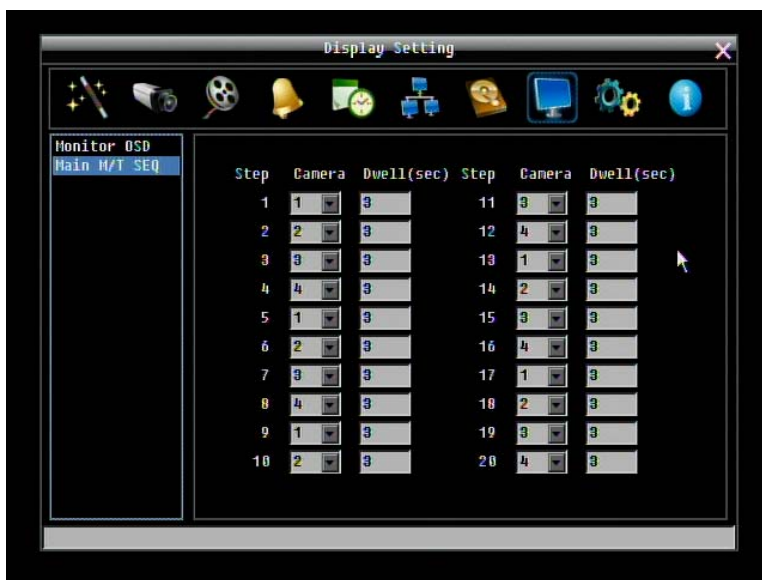 Display Setting
X
Monitor OSD
Main M/T SEQ
Step Camera Dwell(sec) Step Camera Dwell(sec)
1 1 3 11 3 3
2 2 3 12 4 3
3 3 3 13 1 3
4 4 3 14 2 3
5 1 3 15 3 3
6 2 3 16 4 3
7 3 3 17 1 3
8 4 3 18 2 3
9 1 3 19 3 3
10 2 3 20 4 3